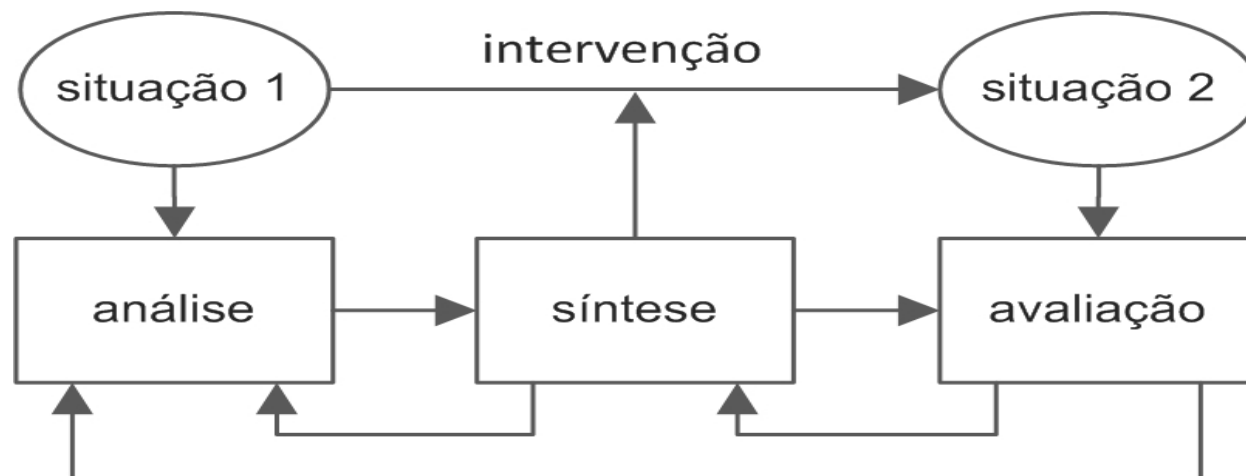 intervenção
situação 1
situação 2
análise
síntese
avaliação